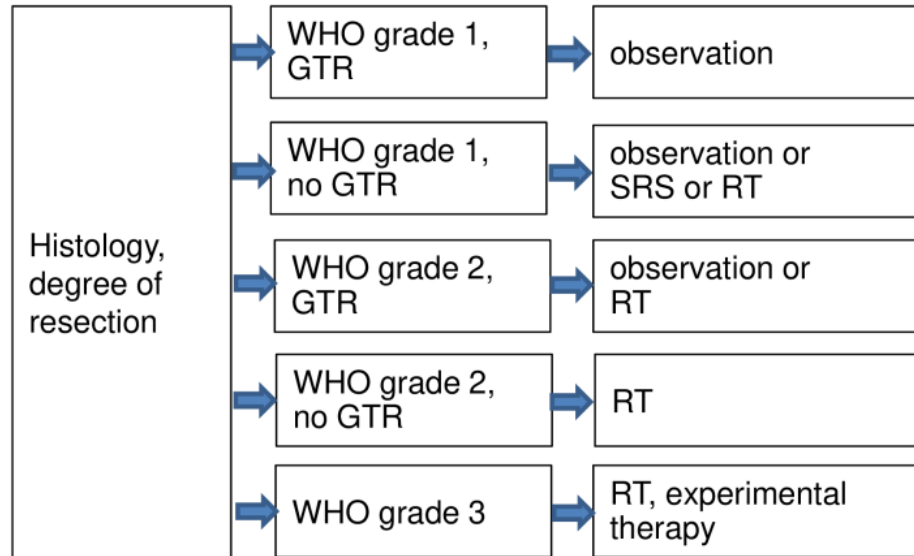 Histology,
degree of
resection
WHO grade 1,
GTR
observation
WHO grade 1,
no GTR
observation or
SRS or RT
WHO grade 2,
GTR
observation or
RT
WHO grade 2,
no GTR
RT
WHO grade 3
RT, experimental
therapy